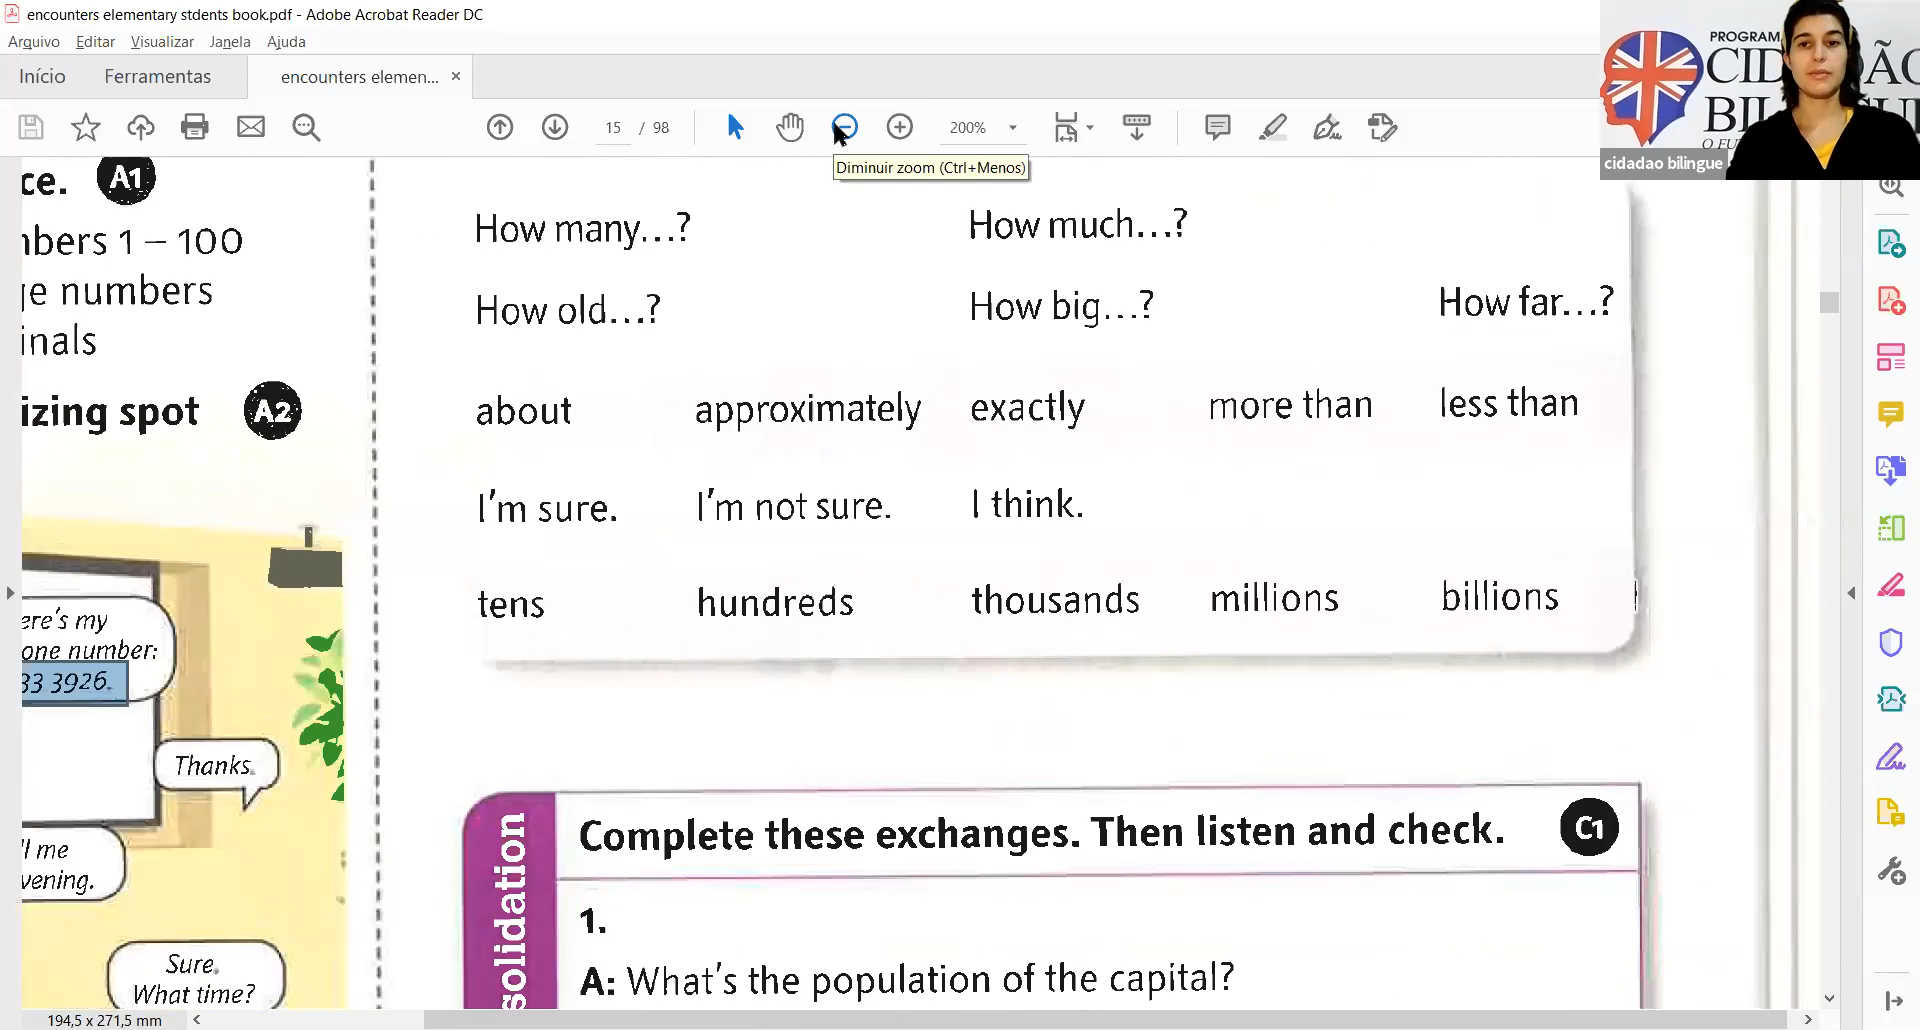 encounters elementary stdents book.pdf - Adobe Acrobat Reader DC
Arquivo Editar Visualizar Janela Ajuda
Início Ferramentas encounters elemen... ×
15 / 98 200%
Diminuir zoom (Ctrl+Menos)
PROGRAM
CID ÃO
BIL
O FU
cidadao bilingue
ce. A1
bers 1 – 100
e numbers
inals
izing spot A2
ere's my
one number:
33 3926.
Thanks.
l me
vening.
Sure.
What time?
How many...? How much...?
How old...? How big...? How far...?
about approximately exactly more than less than
I'm sure. I'm not sure. I think.
tens hundreds thousands millions billions
solidation
Complete these exchanges. Then listen and check. C1
1.
A: What's the population of the capital?
194,5 x 271,5 mm